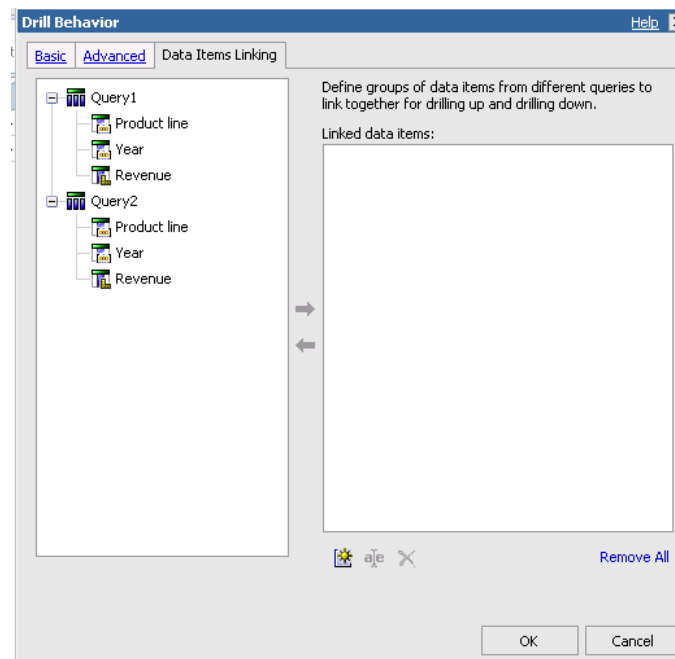 Drill Behavior
Help
Basic
Advanced
Data Items Linking
Query1
Product line
Year
Revenue
Query2
Product line
Year
Revenue
Define groups of data items from different queries to
link together for drilling up and drilling down.
Linked data items:
Remove All
OK
Cancel